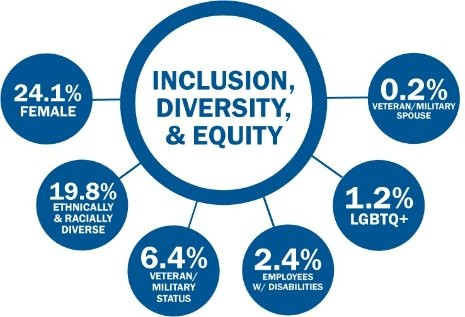 INCLUSION,
DIVERSITY,
& EQUITY
24.1%
FEMALE
19.8%
ETHNICALLY
& RACIALLY
DIVERSE
6.4%
VETERAN/
MILITARY
STATUS
2.4%
EMPLOYEES
W/ DISABILITIES
1.2%
LGBTQ+
0.2%
VETERAN/MILITARY
SPOUSE